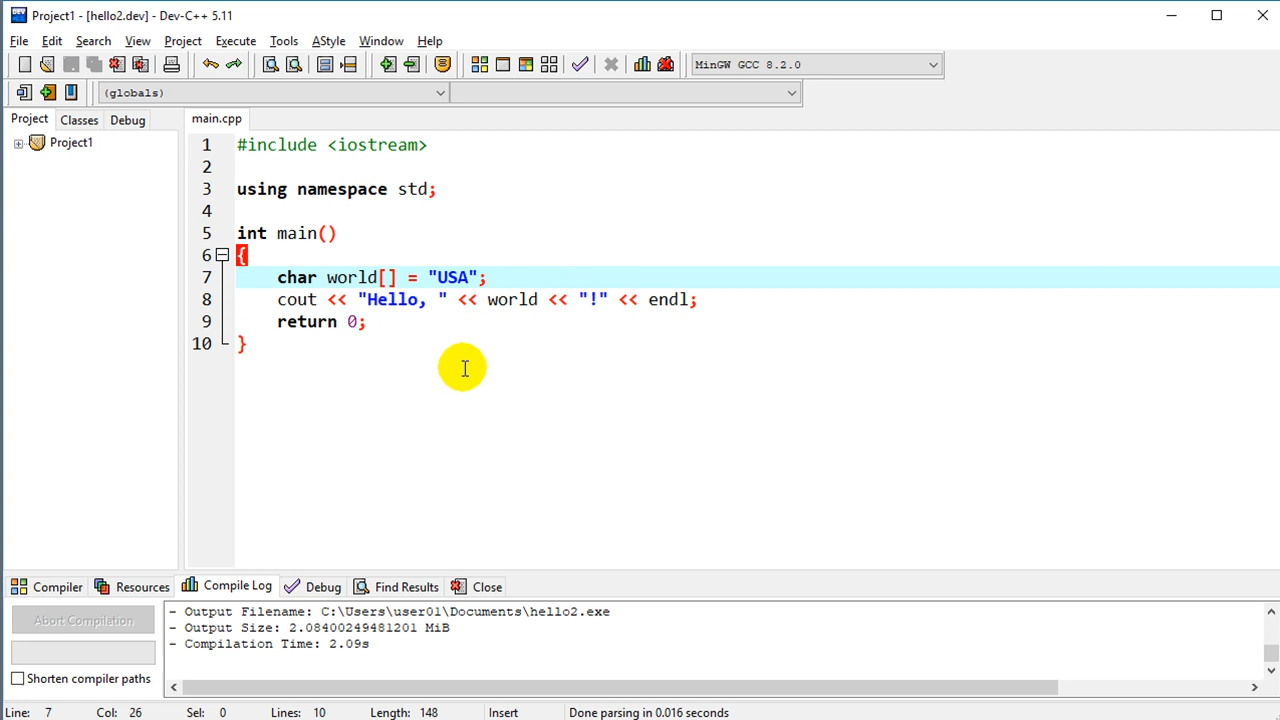 Project1 - [hello2.dev] - Dev-C++ 5.11
File Edit Search View Project Execute Tools AStyle Window Help
MinGW GCC 8.2.0
(globals)
Project Classes Debug main.cpp
Project1
1 #include <iostream>
2
3 using namespace std;
4
5 int main()
6 {
7 char world[] = "USA";
8 cout << "Hello, " << world << "!" << endl;
9 return 0;
10 }
Compiler Resources Compile Log Debug Find Results Close
Abort Compilation
Shorten compiler paths
- Output Filename: C:\Users\user01\Documents\hello2.exe
- Output Size: 2.08400249481201 MiB
- Compilation Time: 2.09s
Line: 7 Col: 26 Sel: 0 Lines: 10 Length: 148 Insert Done parsing in 0.016 seconds